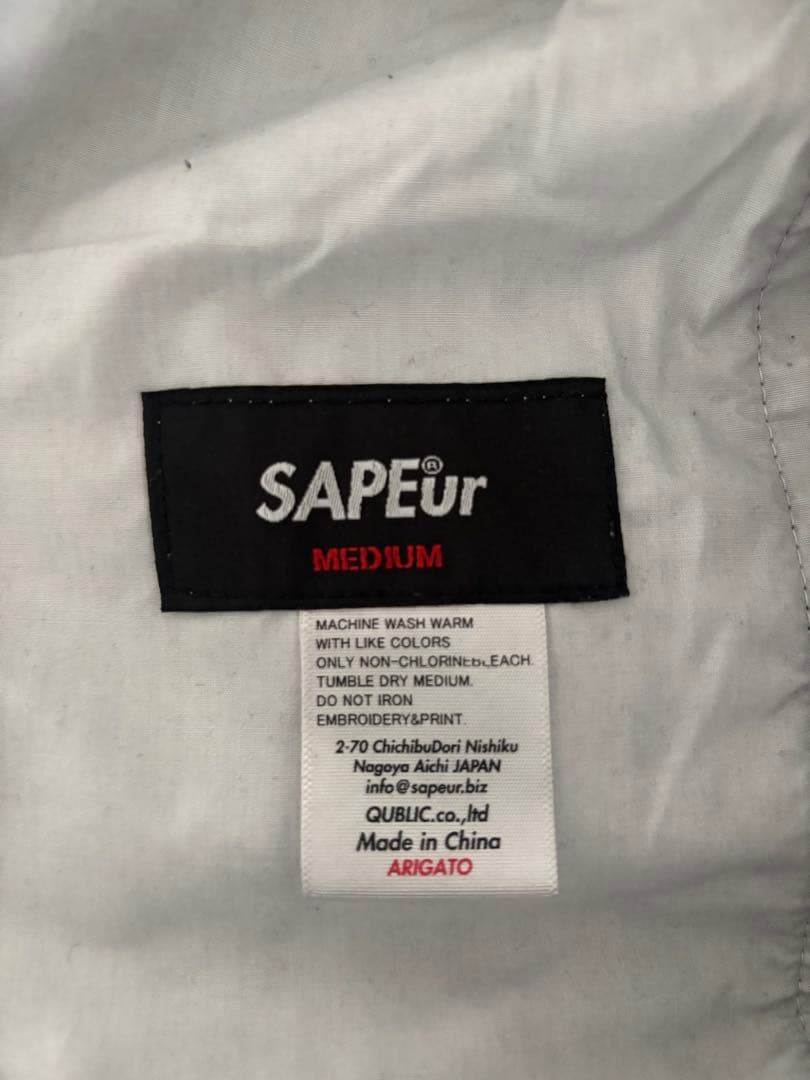 SAPEur®
MEDIUM
MACHINE WASH WARM
WITH LIKE COLORS
ONLY NON-CHLORINEBLEACH.
TUMBLE DRY MEDIUM.
DO NOT IRON
EMBROIDERY&PRINT.
2-70 ChichibuDori Nishiku
Nagoya Aichi JAPAN
info@sapeur.biz
QUBLIC.co.,ltd
Made in China
ARIGATO